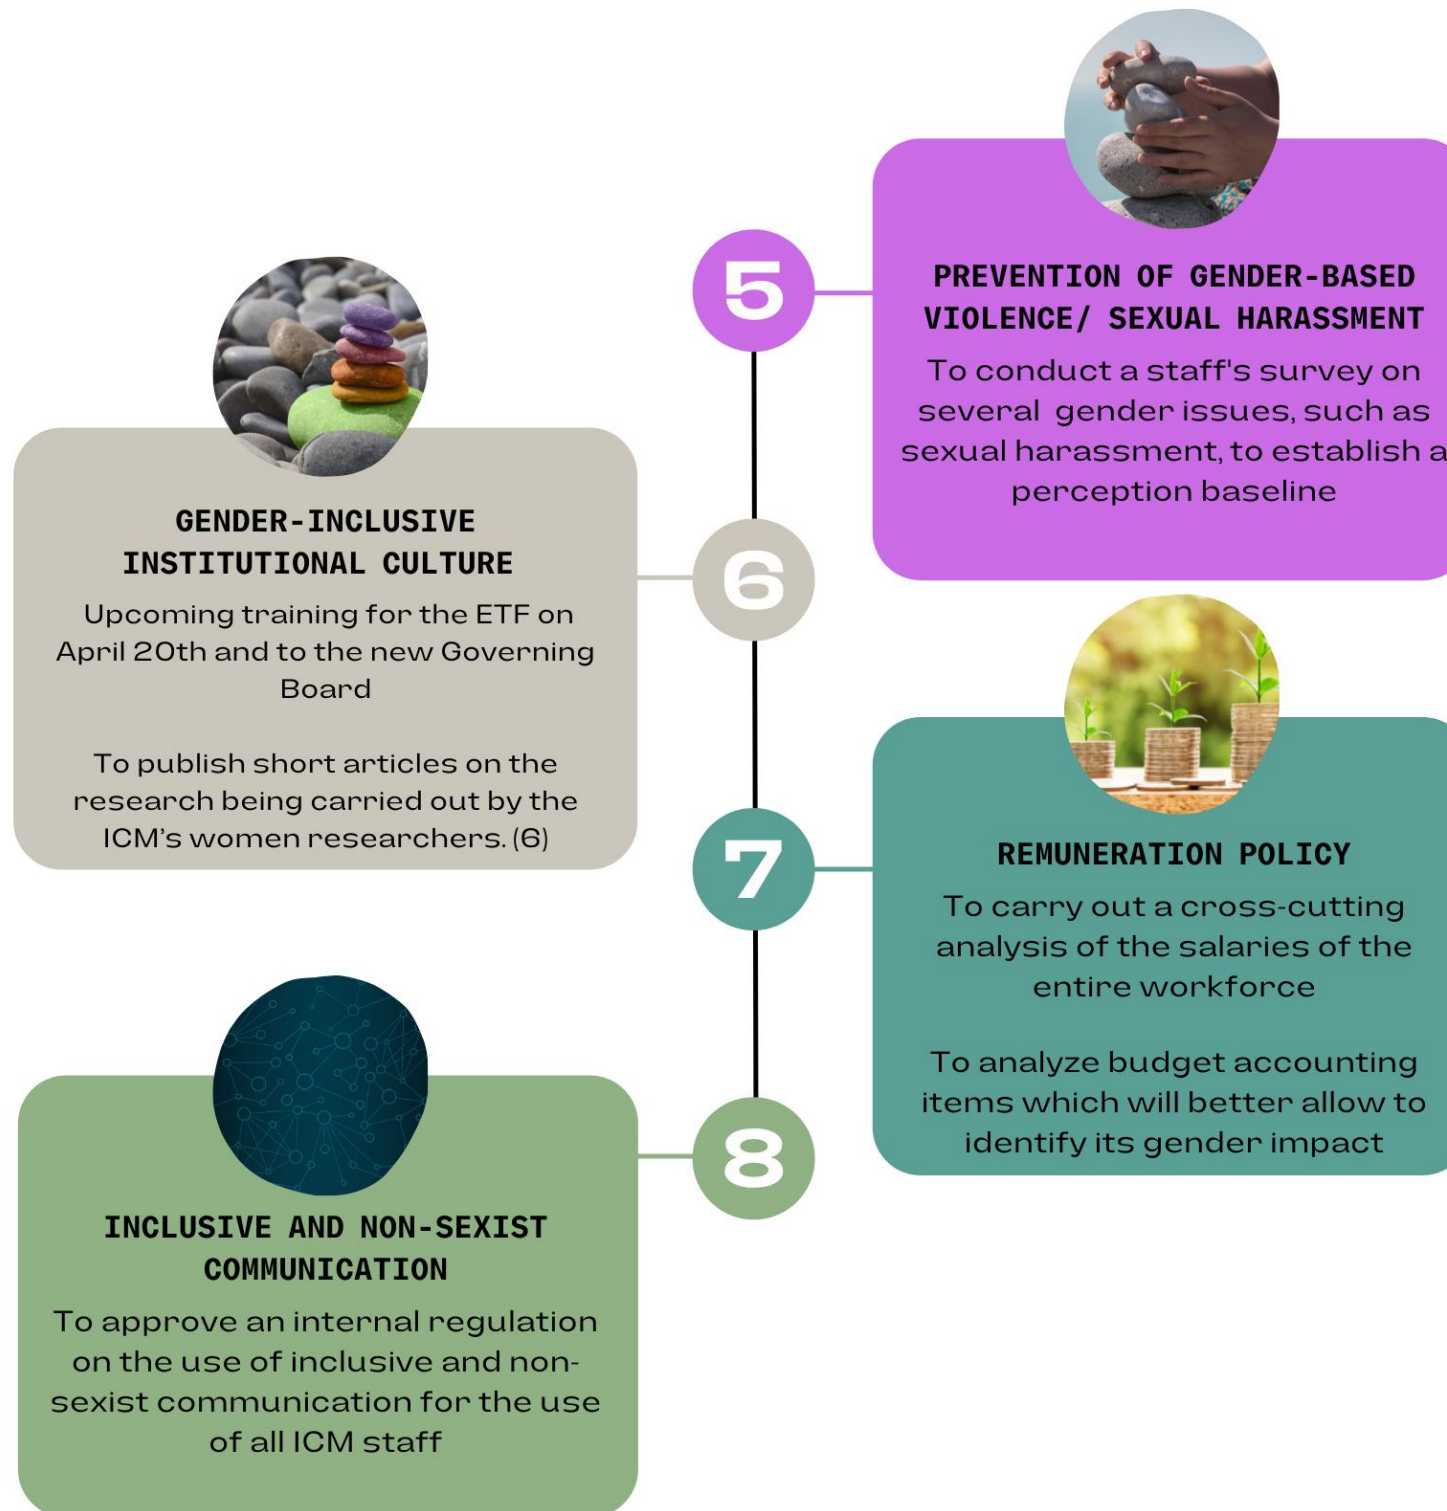 5
PREVENTION OF GENDER-BASED
VIOLENCE/ SEXUAL HARASSMENT
To conduct a staff's survey on
several gender issues, such as
sexual harassment, to establish a
perception baseline
6
GENDER-INCLUSIVE
INSTITUTIONAL CULTURE
Upcoming training for the ETF on
April 20th and to the new Governing
Board
To publish short articles on the
research being carried out by the
ICM’s women researchers. (6)
7
REMUNERATION POLICY
To carry out a cross-cutting
analysis of the salaries of the
entire workforce
To analyze budget accounting
items which will better allow to
identify its gender impact
8
INCLUSIVE AND NON-SEXIST
COMMUNICATION
To approve an internal regulation
on the use of inclusive and non-
sexist communication for the use
of all ICM staff